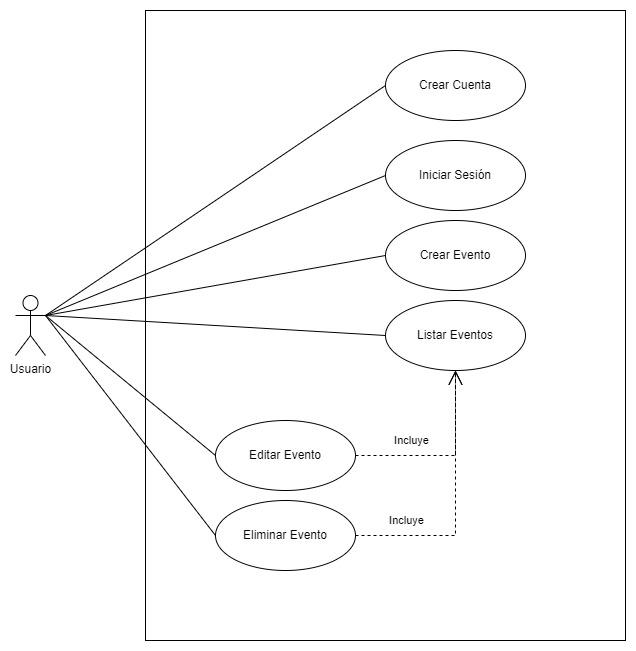 Crear Cuenta
Iniciar Sesión
Crear Evento
Listar Eventos
Usuario
Incluye
Editar Evento
Incluye
Eliminar Evento